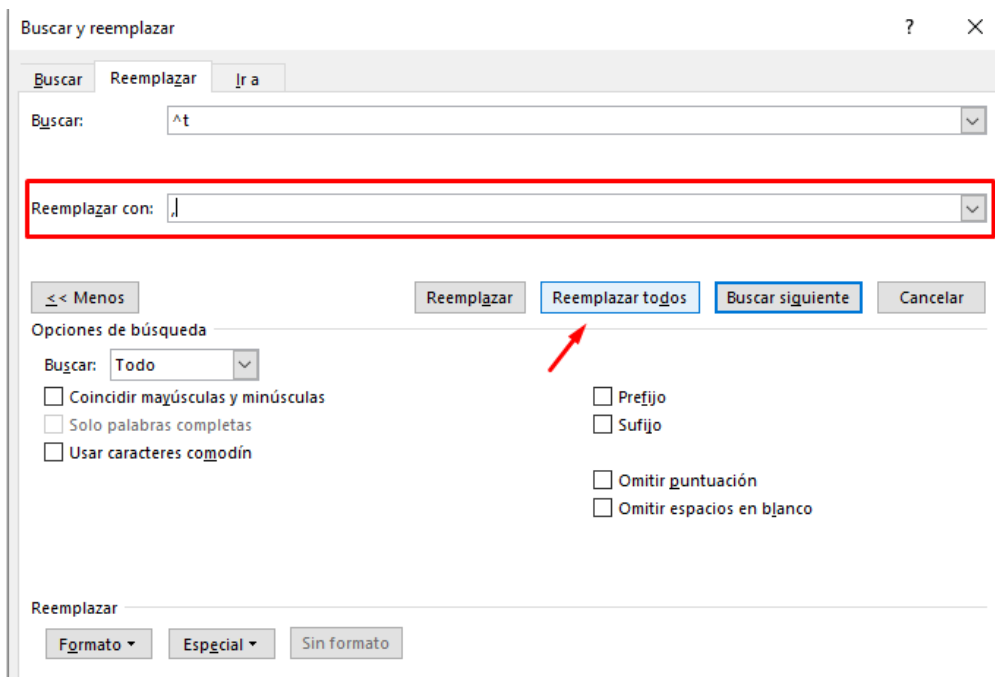 Buscar y reemplazar ?
Buscar Reemplazar Ir a
Buscar: ^t
Reemplazar con: ,
<< Menos Reemplazar Reemplazar todos Buscar siguiente Cancelar
Opciones de búsqueda
Buscar: Todo
Coincidir mayúsculas y minúsculas Prefijo
Solo palabras completas Sufijo
Usar caracteres comodín
Omitir puntuación
Omitir espacios en blanco
Reemplazar
Formato Especial Sin formato